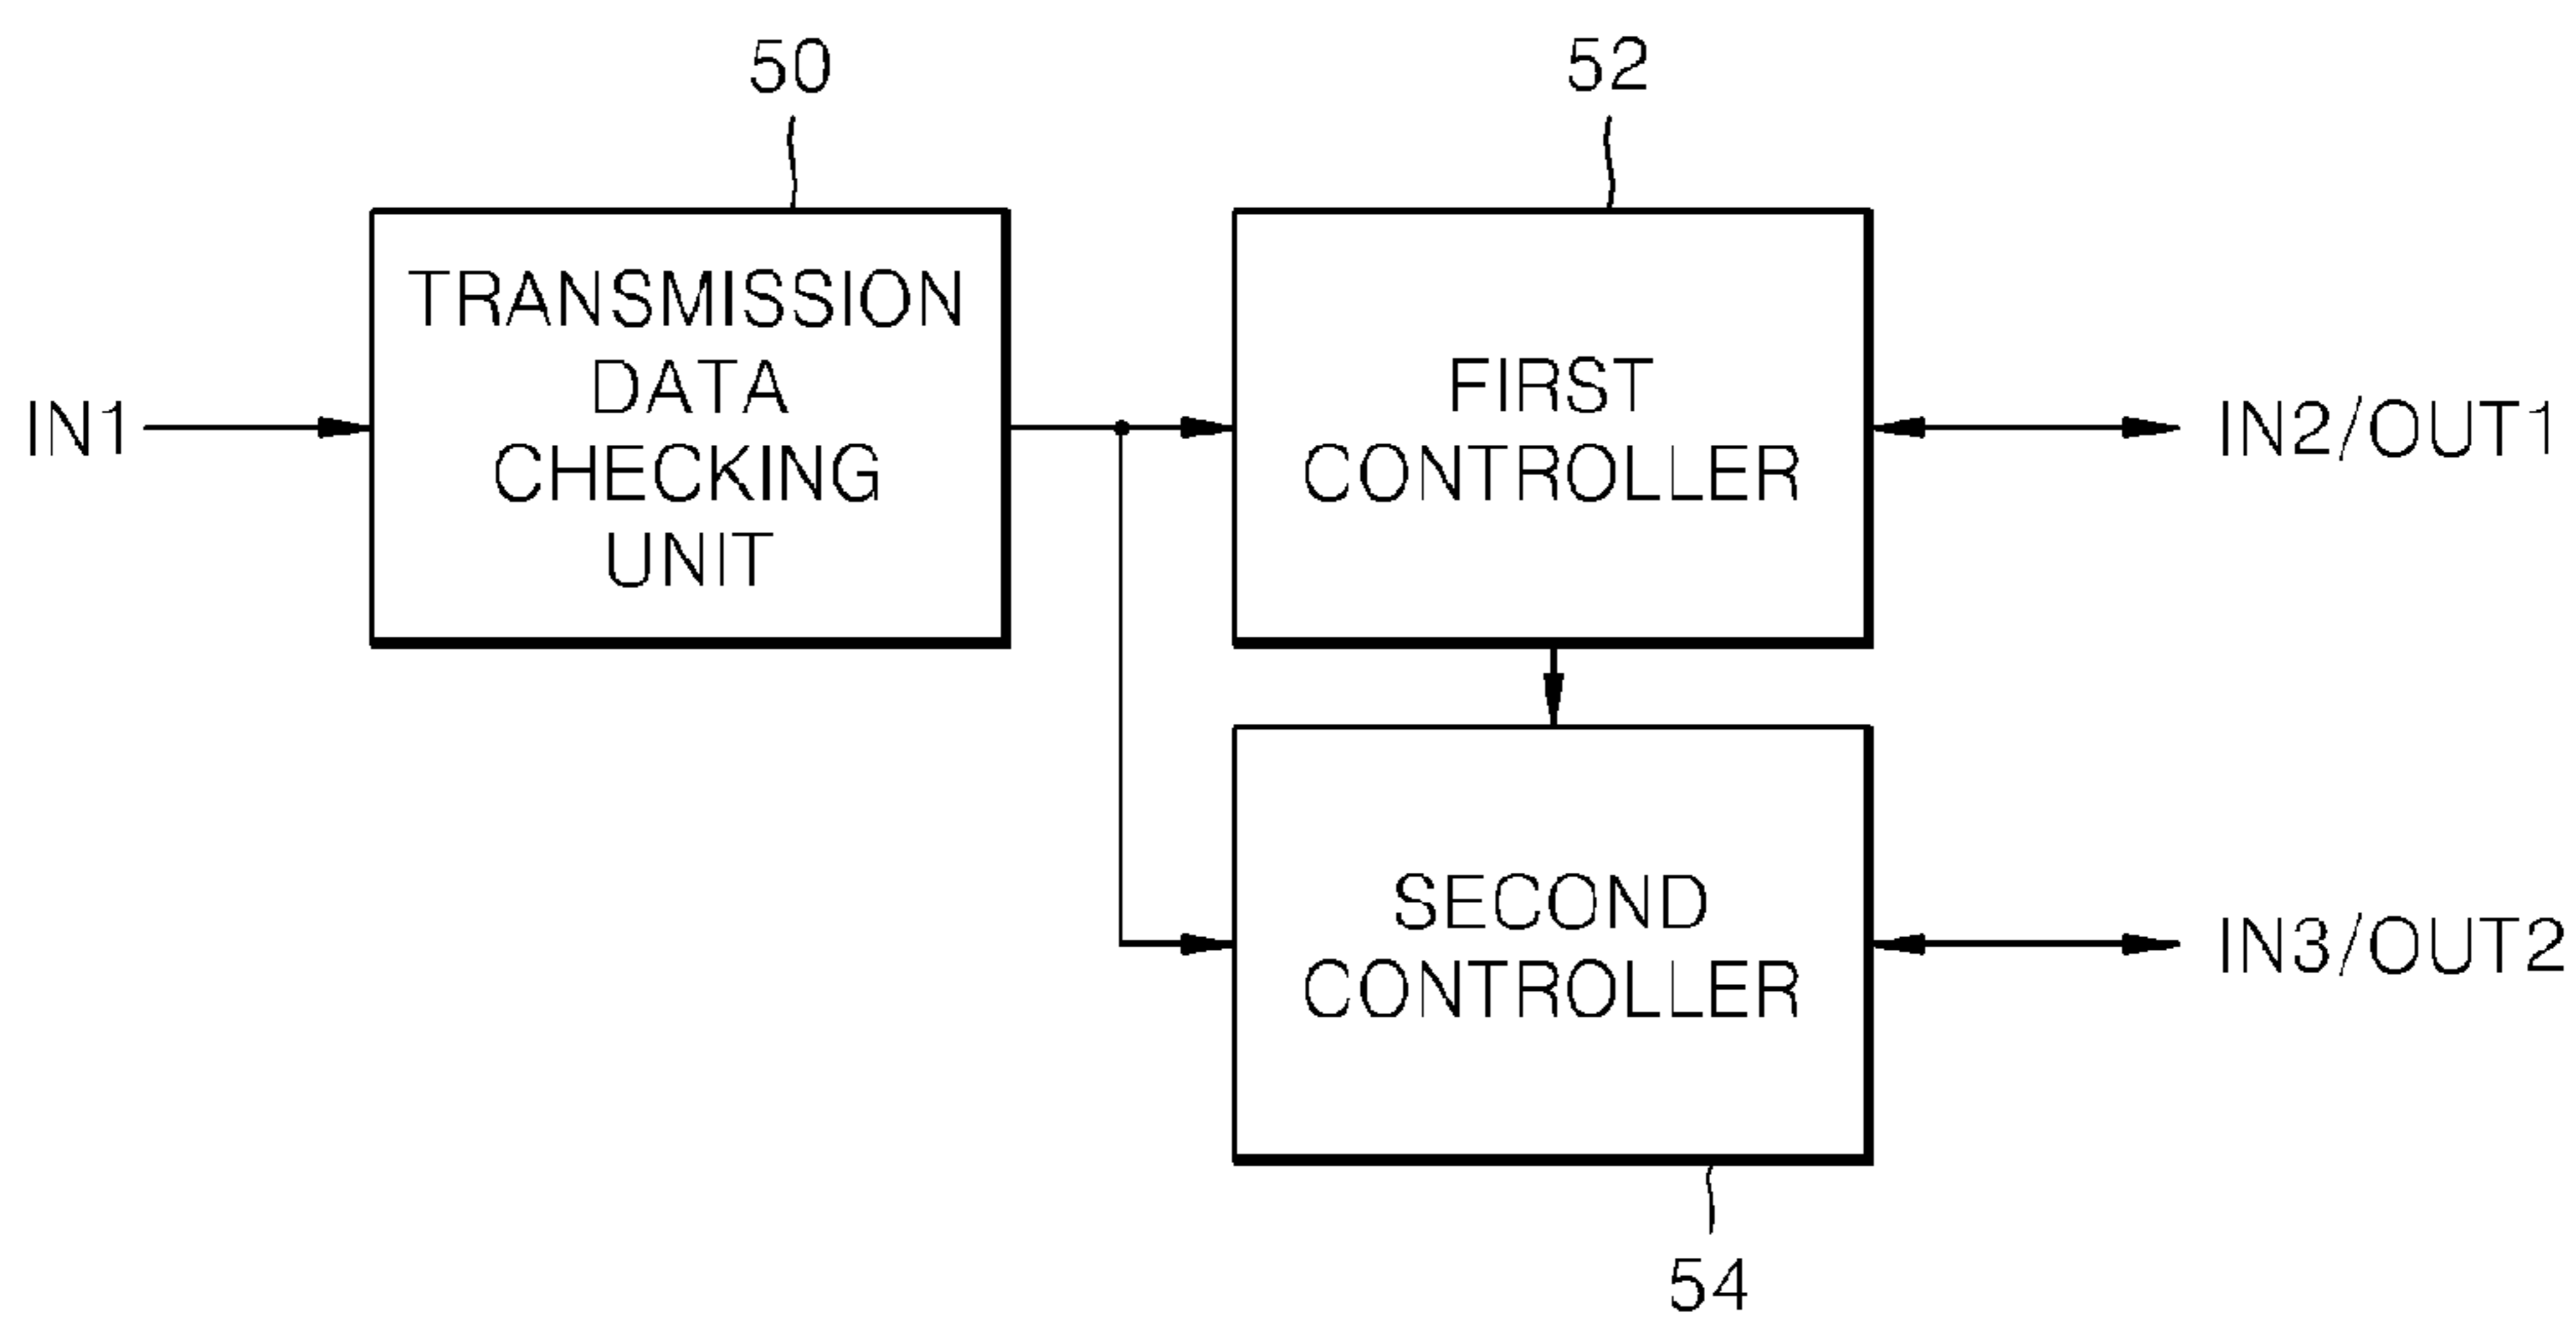 50
52
TRANSMISSION
DATA
CHECKING
UNIT
FIRST
CONTROLLER
IN1
IN2/OUT1
SECOND
CONTROLLER
IN3/OUT2
54